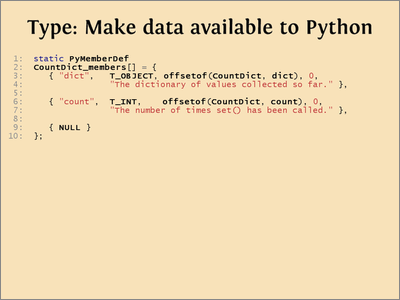 Type: Make data available to Python
1: static PyMemberDef
2: CountDict_members[] = {
3: { "dict", T_OBJECT, offsetof(CountDict, dict), 0,
4: "The dictionary of values collected so far." },
5:
6: { "count", T_INT, offsetof(CountDict, count), 0,
7: "The number of times set() has been called." },
8:
9: { NULL }
10: };